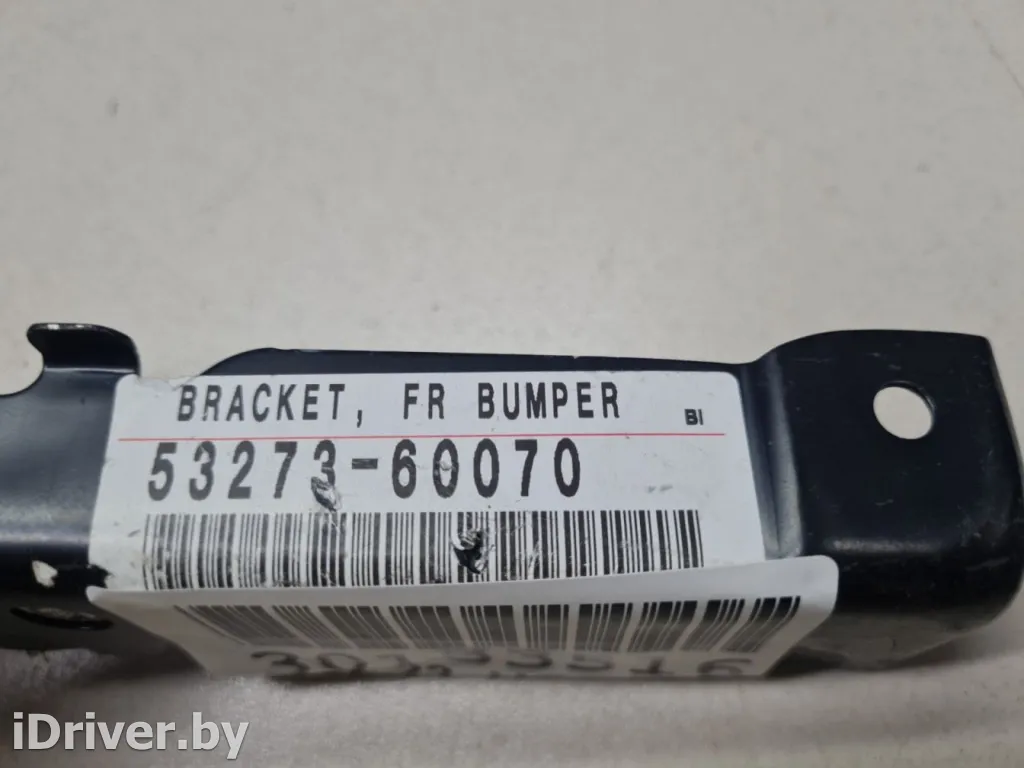 BRACKET, FR BUMPER
BI
53273-60070
iDriver.by